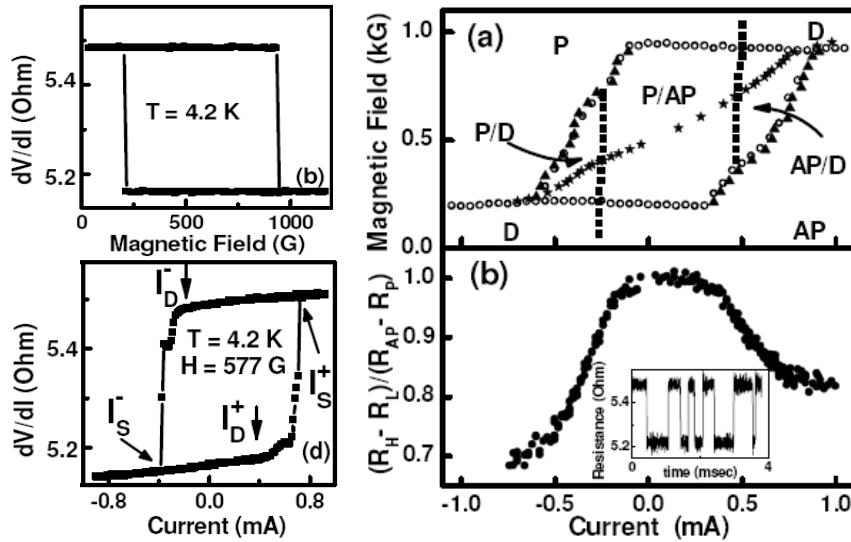 5.4
5.2
dV/dI (Ohm)
T = 4.2 K
(b)
0
500
1000
Magnetic Field (G)
5.4
5.2
dV/dI (Ohm)
I_D^-
T = 4.2 K
H = 577 G
I_S^+
I_S^-
I_D^+
(d)
-0.8
0.0
0.8
Current (mA)
1.0
0.5
0.0
Magnetic Field (kG)
(a)
P
D
P/AP
P/D
AP/D
D
AP
1.0
0.9
0.8
0.7
(R_H - R_L)/(R_AP - R_P)
(b)
5.4
5.2
Resistance (Ohm)
0
4
time (msec)
-1.0
-0.5
0.0
0.5
1.0
Current (mA)